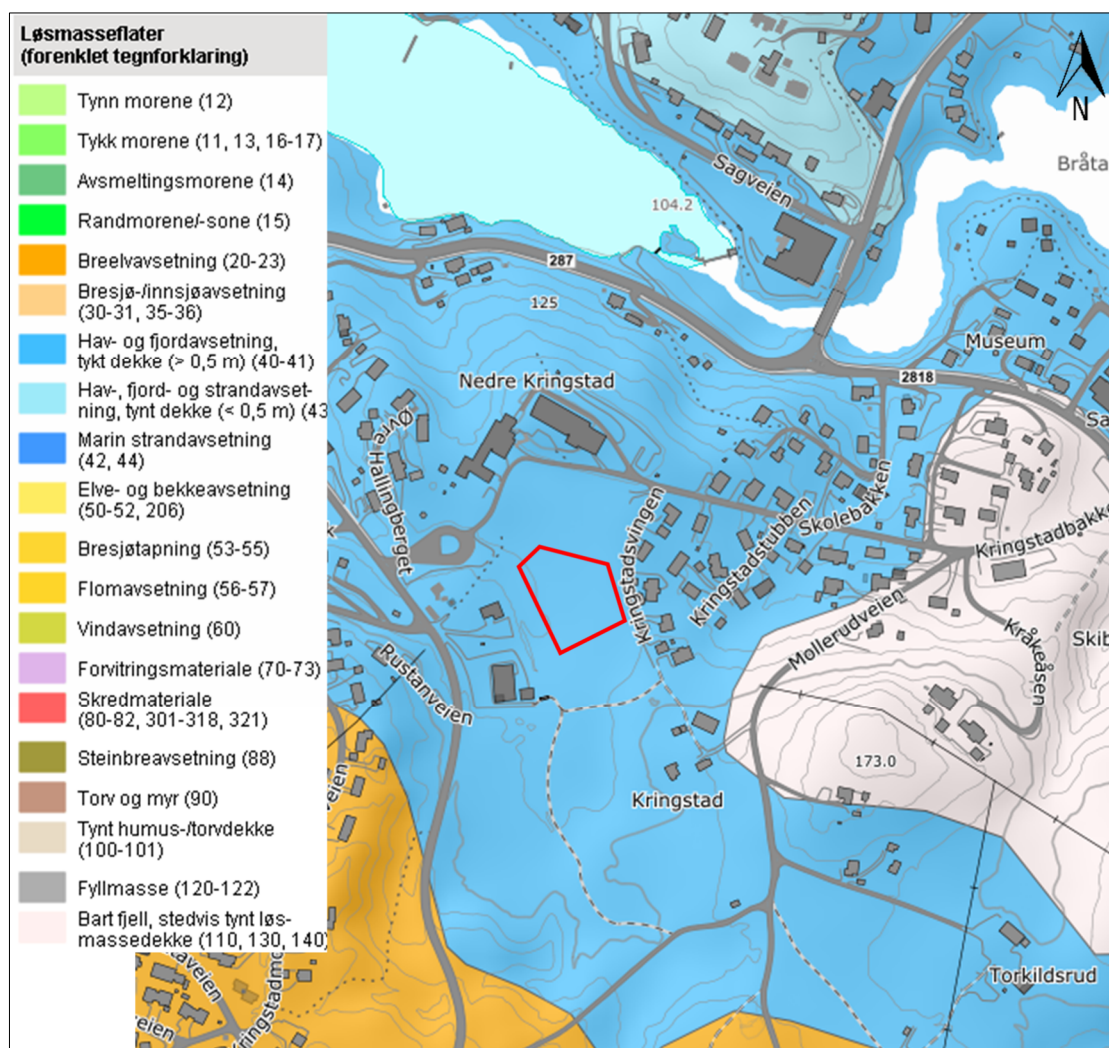 Løsmasseflater
(forenklet tegnforklaring)
Tynn morene (12)
Tykk morene (11, 13, 16-17)
Avsmeltingsmorene (14)
Randmorene/-sone (15)
Breelvavsetning (20-23)
Bresjø-/innsjøavsetning
(30-31, 35-36)
Hav- og fjordavsetning,
tykt dekke (> 0,5 m) (40-41)
Hav-, fjord- og strandavset-
ning, tynt dekke (< 0,5 m) (43
Marin strandavsetning
(42, 44)
Elve- og bekkeavsetning
(50-52, 206)
Bresjøtapning (53-55)
Flomavsetning (56-57)
Vindavsetning (60)
Forvitringsmateriale (70-73)
Skredmateriale
(80-82, 301-318, 321)
Steinbreavsetning (88)
Torv og myr (90)
Tynt humus-/torvdekke
(100-101)
Fyllmasse (120-122)
Bart fjell, stedvis tynt løs-
massedekke (110, 130, 140)
N
Bråta
Sagveien
104.2
287
125
Museum
2818
Sa
Nedre Kringstad
Øvre Hallingberget
Kringstadsvingen
Kringstadstubben
Skolebakken
Kringstadbakke
Mollerudveien
Kråkeåsen
Skib
Rustanveien
173.0
Kringstad
Torkildsrud
veien
taveien
eien
Kringstadmo